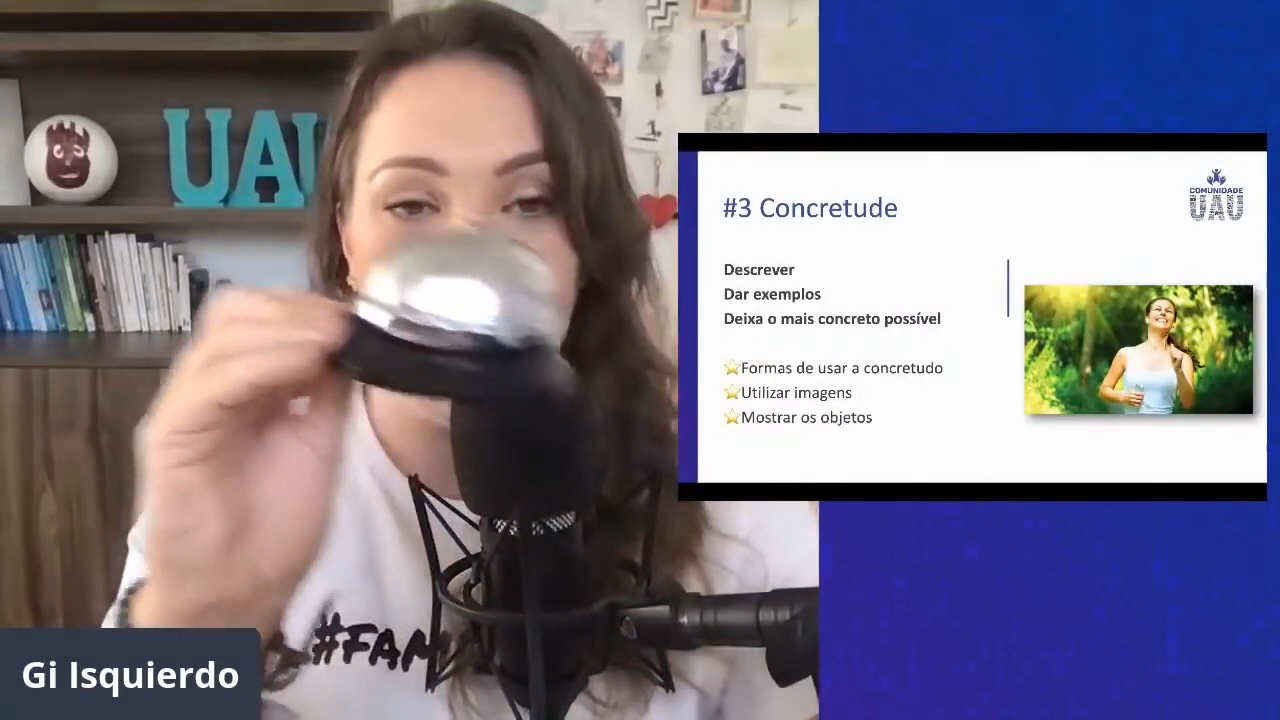 UAU
#FAM
Gi Isquierdo
#3 Concretude
COMUNIDADE
UAU
Descrever
Dar exemplos
Deixa o mais concreto possível
⭐Formas de usar a concretudo
⭐Utilizar imagens
⭐Mostrar os objetos